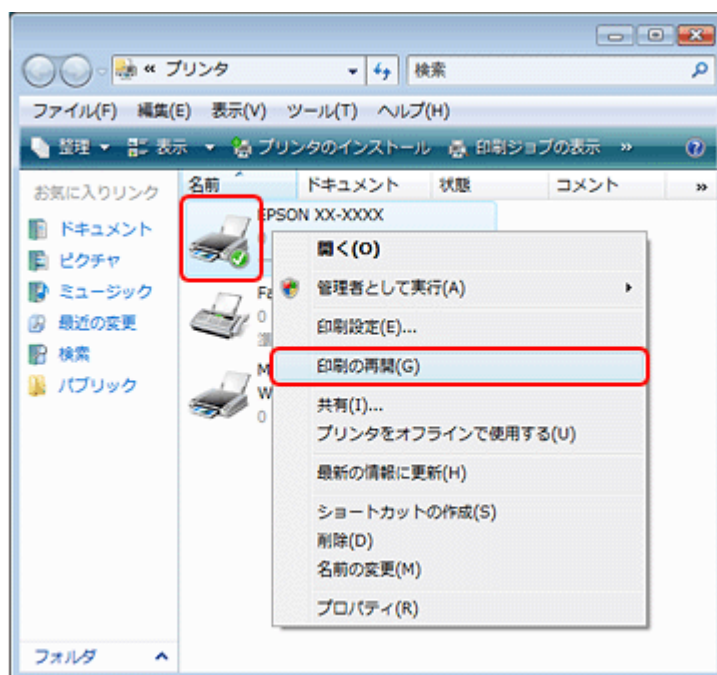 « プリンタ
検索
ファイル(F) 編集(E) 表示(V) ツール(T) ヘルプ(H)
整理 表示 プリンタのインストール 印刷ジョブの表示 »
お気に入りリンク
ドキュメント
ピクチャ
ミュージック
最近の変更
検索
パブリック
フォルダ
名前 ドキュメント 状態 コメント »
EPSON XX-XXXX
Fa
0
M
W
0
開く(O)
管理者として実行(A)
印刷設定(E)...
印刷の再開(G)
共有(I)...
プリンタをオフラインで使用する(U)
最新の情報に更新(H)
ショートカットの作成(S)
削除(D)
名前の変更(M)
プロパティ(R)